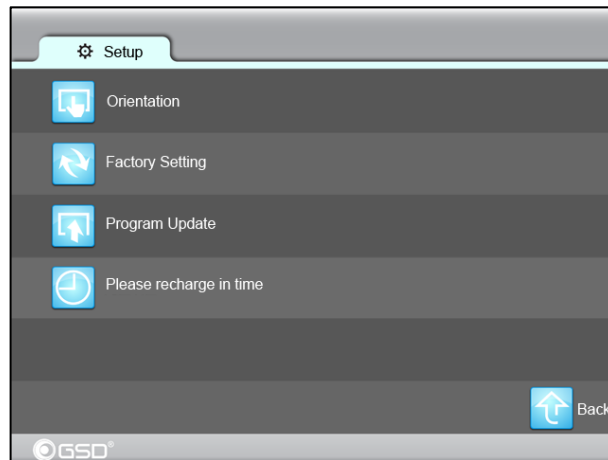 Setup
Orientation
Factory Setting
Program Update
Please recharge in time
Back
GSD®